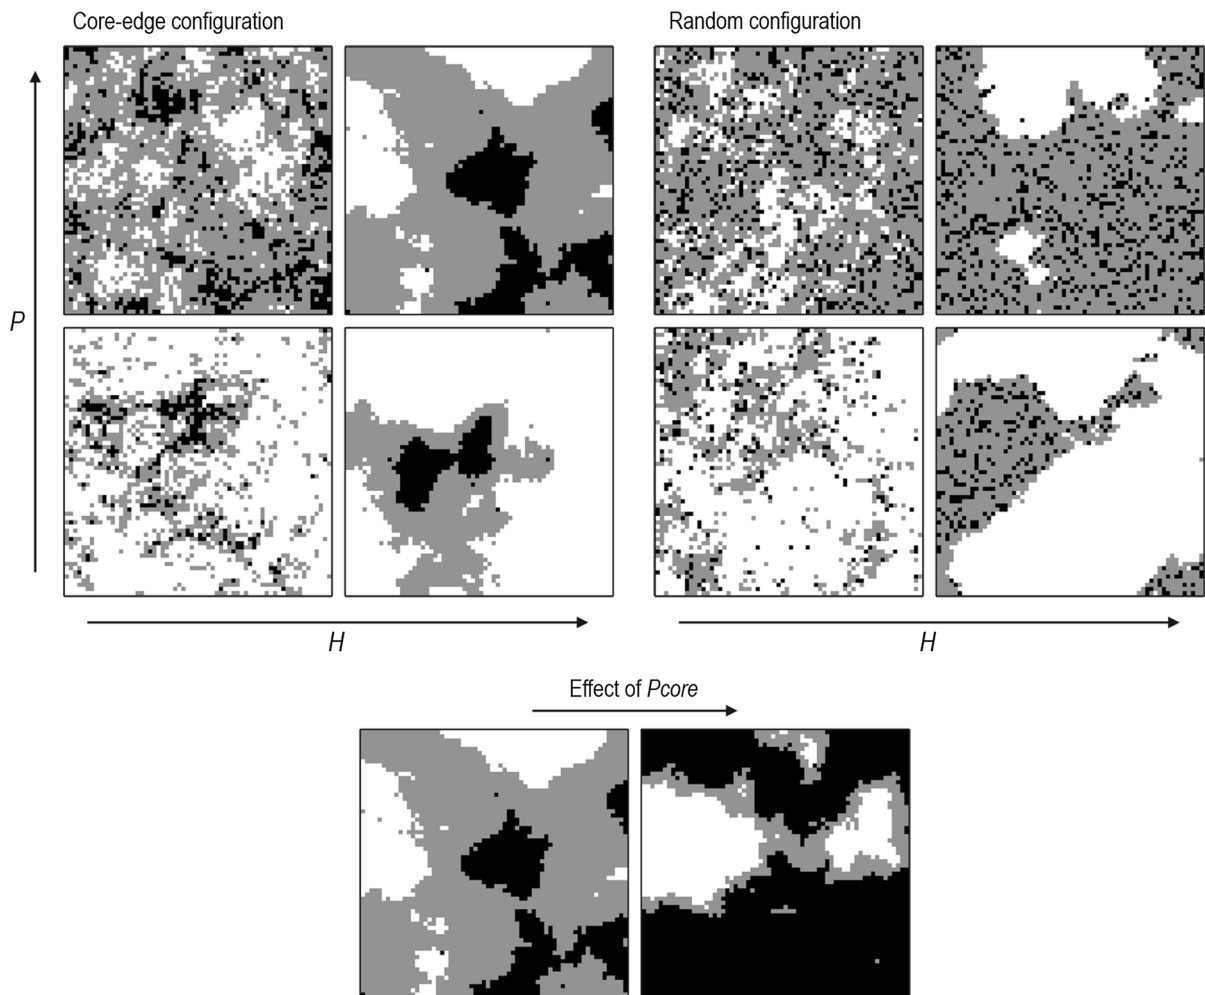 Core-edge configuration
Random configuration
P
H
H
Effect of Pcore